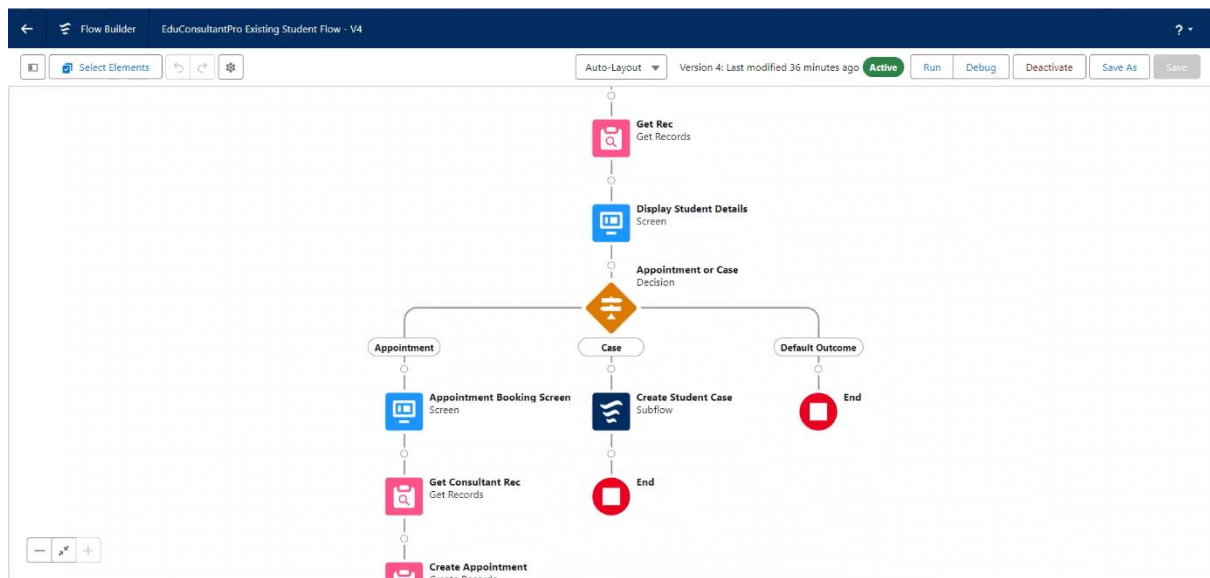 Flow Builder EduConsultantPro Existing Student Flow - V4 ?
Select Elements Auto-Layout Version 4: Last modified 36 minutes ago Active Run Debug Deactivate Save As Save
Get Rec
Get Records
Display Student Details
Screen
Appointment or Case
Decision
Appointment Case Default Outcome
Appointment Booking Screen
Screen
Create Student Case
Subflow
End
Get Consultant Rec
Get Records
End
Create Appointment
Create Records